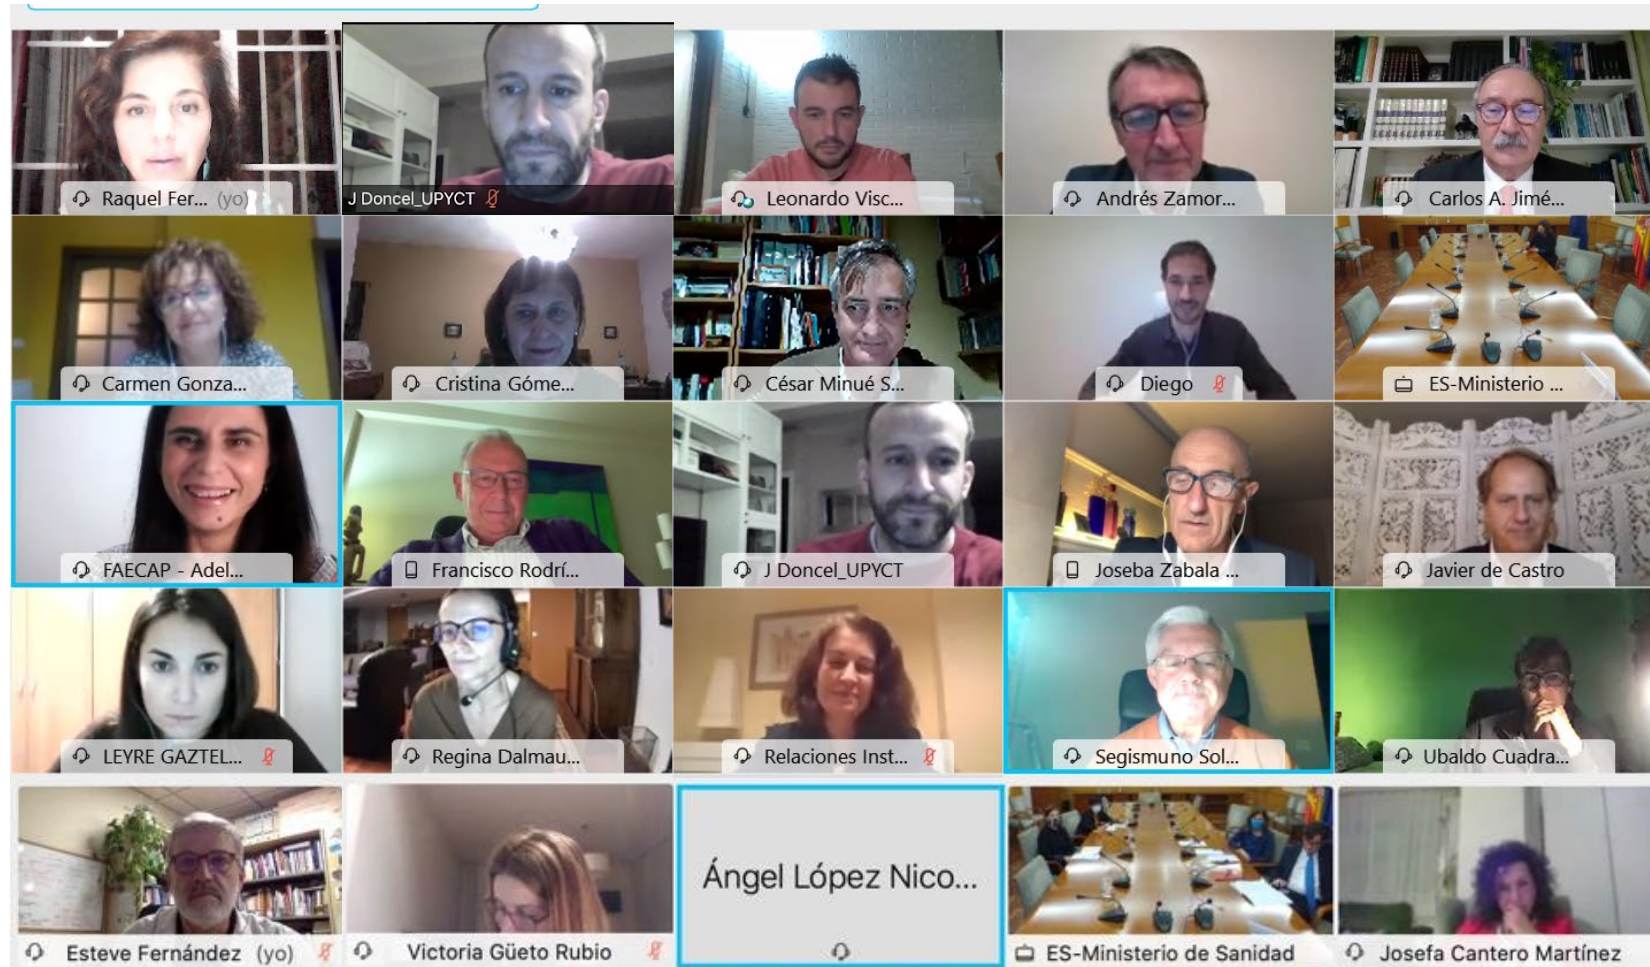 Raquel Fer... (yo)
J Doncel_UPYCT
Leonardo Visc...
Andrés Zamor...
Carlos A. Jimé...
Carmen Gonza...
Cristina Góme...
César Minué S...
Diego
ES-Ministerio ...
FAECAP - Adel...
Francisco Rodrí...
J Doncel_UPYCT
Joseba Zabala ...
Javier de Castro
LEYRE GAZTEL...
Regina Dalmau...
Relaciones Inst...
Segismuno Sol...
Ubaldo Cuadra...
Esteve Fernández (yo)
Victoria Güeto Rubio
Ángel López Nico...
ES-Ministerio de Sanidad
Josefa Cantero Martínez